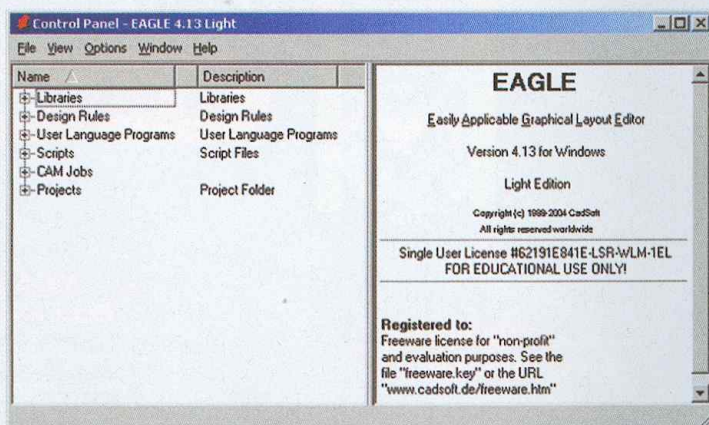 Control Panel - EAGLE 4.13 Light
File View Options Window Help
Name Description
Libraries Libraries
Design Rules Design Rules
User Language Programs User Language Programs
Scripts Script Files
CAM Jobs
Projects Project Folder
EAGLE
Easily Applicable Graphical Layout Editor
Version 4.13 for Windows
Light Edition
Copyright (c) 1988-2004 CadSoft
All rights reserved worldwide
Single User License #62191E841E-LSR-WLM-1EL
FOR EDUCATIONAL USE ONLY!
Registered to:
Freeware license for "non-profit"
and evaluation purposes. See the
file "freeware.key" or the URL
"www.cadsoft.de/freeware.htm"